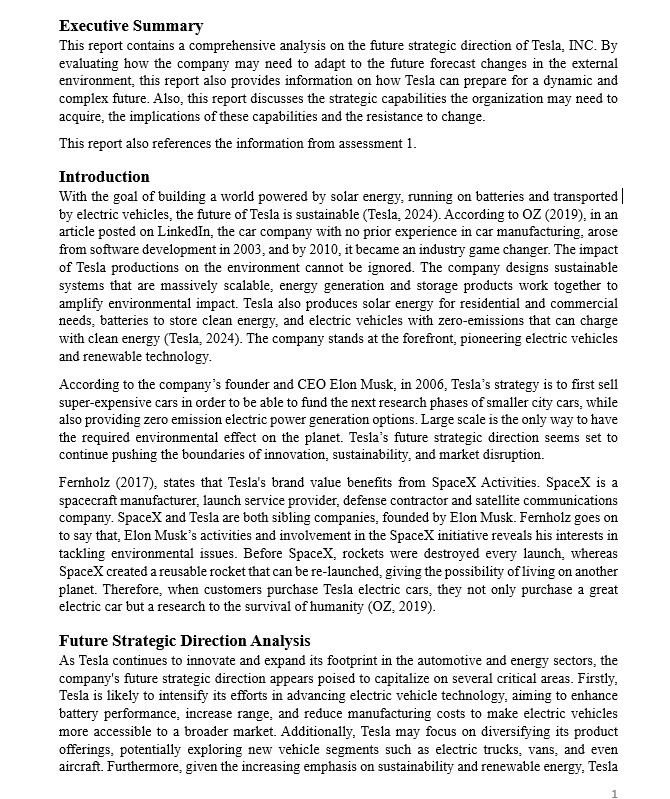 Executive Summary
This report contains a comprehensive analysis on the future strategic direction of Tesla, INC. By
evaluating how the company may need to adapt to the future forecast changes in the external
environment, this report also provides information on how Tesla can prepare for a dynamic and
complex future. Also, this report discusses the strategic capabilities the organization may need to
acquire, the implications of these capabilities and the resistance to change.
This report also references the information from assessment 1.
Introduction
With the goal of building a world powered by solar energy, running on batteries and transported
by electric vehicles, the future of Tesla is sustainable (Tesla, 2024). According to OZ (2019), in an
article posted on LinkedIn, the car company with no prior experience in car manufacturing, arose
from software development in 2003, and by 2010, it became an industry game changer. The impact
of Tesla productions on the environment cannot be ignored. The company designs sustainable
systems that are massively scalable, energy generation and storage products work together to
amplify environmental impact. Tesla also produces solar energy for residential and commercial
needs, batteries to store clean energy, and electric vehicles with zero-emissions that can charge
with clean energy (Tesla, 2024). The company stands at the forefront, pioneering electric vehicles
and renewable technology.
According to the company’s founder and CEO Elon Musk, in 2006, Tesla’s strategy is to first sell
super-expensive cars in order to be able to fund the next research phases of smaller city cars, while
also providing zero emission electric power generation options. Large scale is the only way to have
the required environmental effect on the planet. Tesla’s future strategic direction seems set to
continue pushing the boundaries of innovation, sustainability, and market disruption.
Fernholz (2017), states that Tesla's brand value benefits from SpaceX Activities. SpaceX is a
spacecraft manufacturer, launch service provider, defense contractor and satellite communications
company. SpaceX and Tesla are both sibling companies, founded by Elon Musk. Fernholz goes on
to say that, Elon Musk’s activities and involvement in the SpaceX initiative reveals his interests in
tackling environmental issues. Before SpaceX, rockets were destroyed every launch, whereas
SpaceX created a reusable rocket that can be re-launched, giving the possibility of living on another
planet. Therefore, when customers purchase Tesla electric cars, they not only purchase a great
electric car but a research to the survival of humanity (OZ, 2019).
Future Strategic Direction Analysis
As Tesla continues to innovate and expand its footprint in the automotive and energy sectors, the
company's future strategic direction appears poised to capitalize on several critical areas. Firstly,
Tesla is likely to intensify its efforts in advancing electric vehicle technology, aiming to enhance
battery performance, increase range, and reduce manufacturing costs to make electric vehicles
more accessible to a broader market. Additionally, Tesla may focus on diversifying its product
offerings, potentially exploring new vehicle segments such as electric trucks, vans, and even
aircraft. Furthermore, given the increasing emphasis on sustainability and renewable energy, Tesla
1